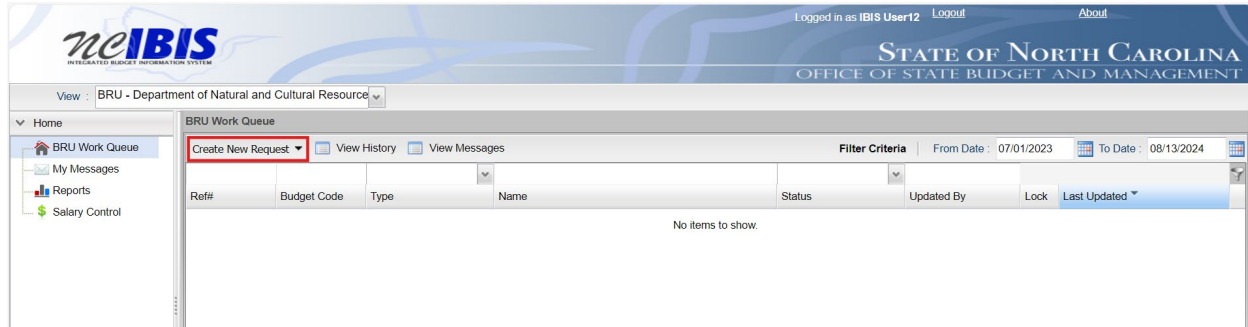 Logged in as IBIS User12 Logout About
ncIBIS
INTEGRATED BUDGET INFORMATION SYSTEM
STATE OF NORTH CAROLINA
OFFICE OF STATE BUDGET AND MANAGEMENT
View : BRU - Department of Natural and Cultural Resource
Home
BRU Work Queue
My Messages
Reports
Salary Control
BRU Work Queue
Create New Request View History View Messages Filter Criteria From Date : 07/01/2023 To Date : 08/13/2024
Ref# Budget Code Type Name Status Updated By Lock Last Updated
No items to show.